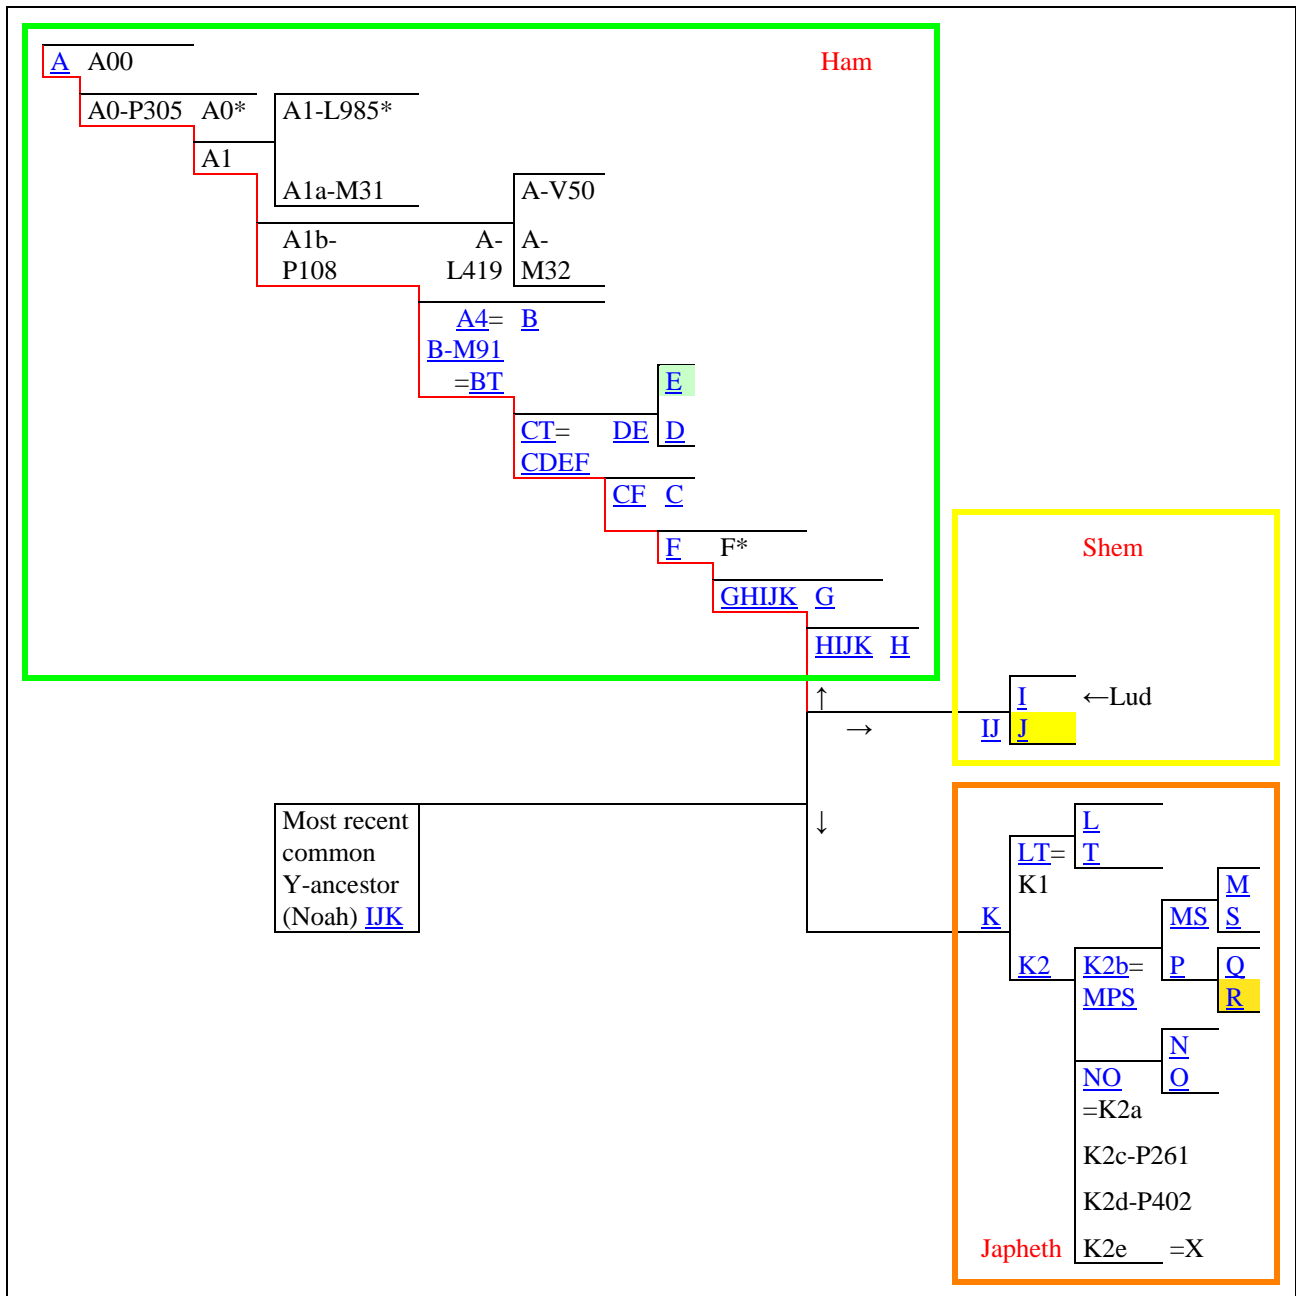 A A00 Ham
A0-P305 A0* A1-L985*
A1
A1a-M31 A-V50
A1b- A- A-
P108 L419 M32
A4= B
B-M91
=BT E
CT= DE D
CDEF
CF C
F F* Shem
GHIJK G
HIJK H
↑ I ←Lud
→ IJ J
Most recent ↓ L
common LT= T
Y-ancestor K1 M
(Noah) IJK K MS S
K2 K2b= P Q
MPS R
N
NO O
=K2a
K2c-P261
K2d-P402
Japheth K2e =X